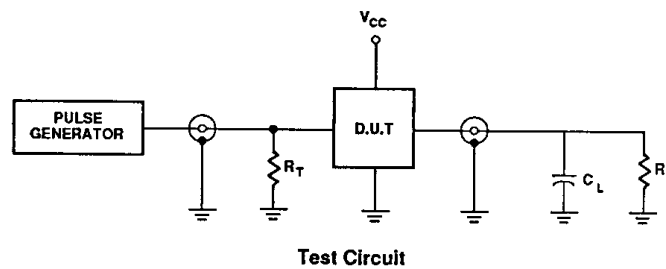 VCC
PULSE
GENERATOR
D.U.T
RT
CL
R
Test Circuit